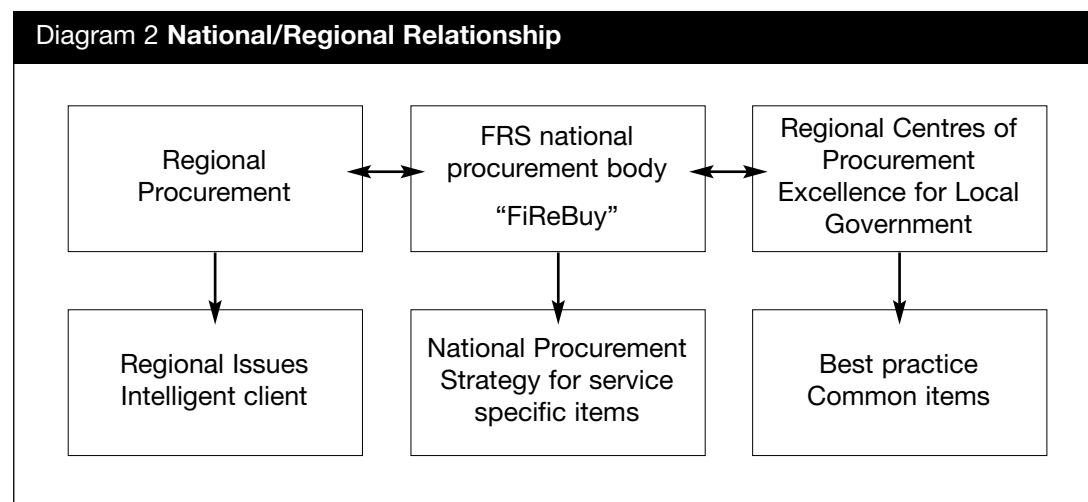 Diagram 2 National/Regional Relationship
Regional
Procurement
FRS national
procurement body
“FiReBuy”
Regional Centres of
Procurement
Excellence for Local
Government
Regional Issues
Intelligent client
National Procurement
Strategy for service
specific items
Best practice
Common items